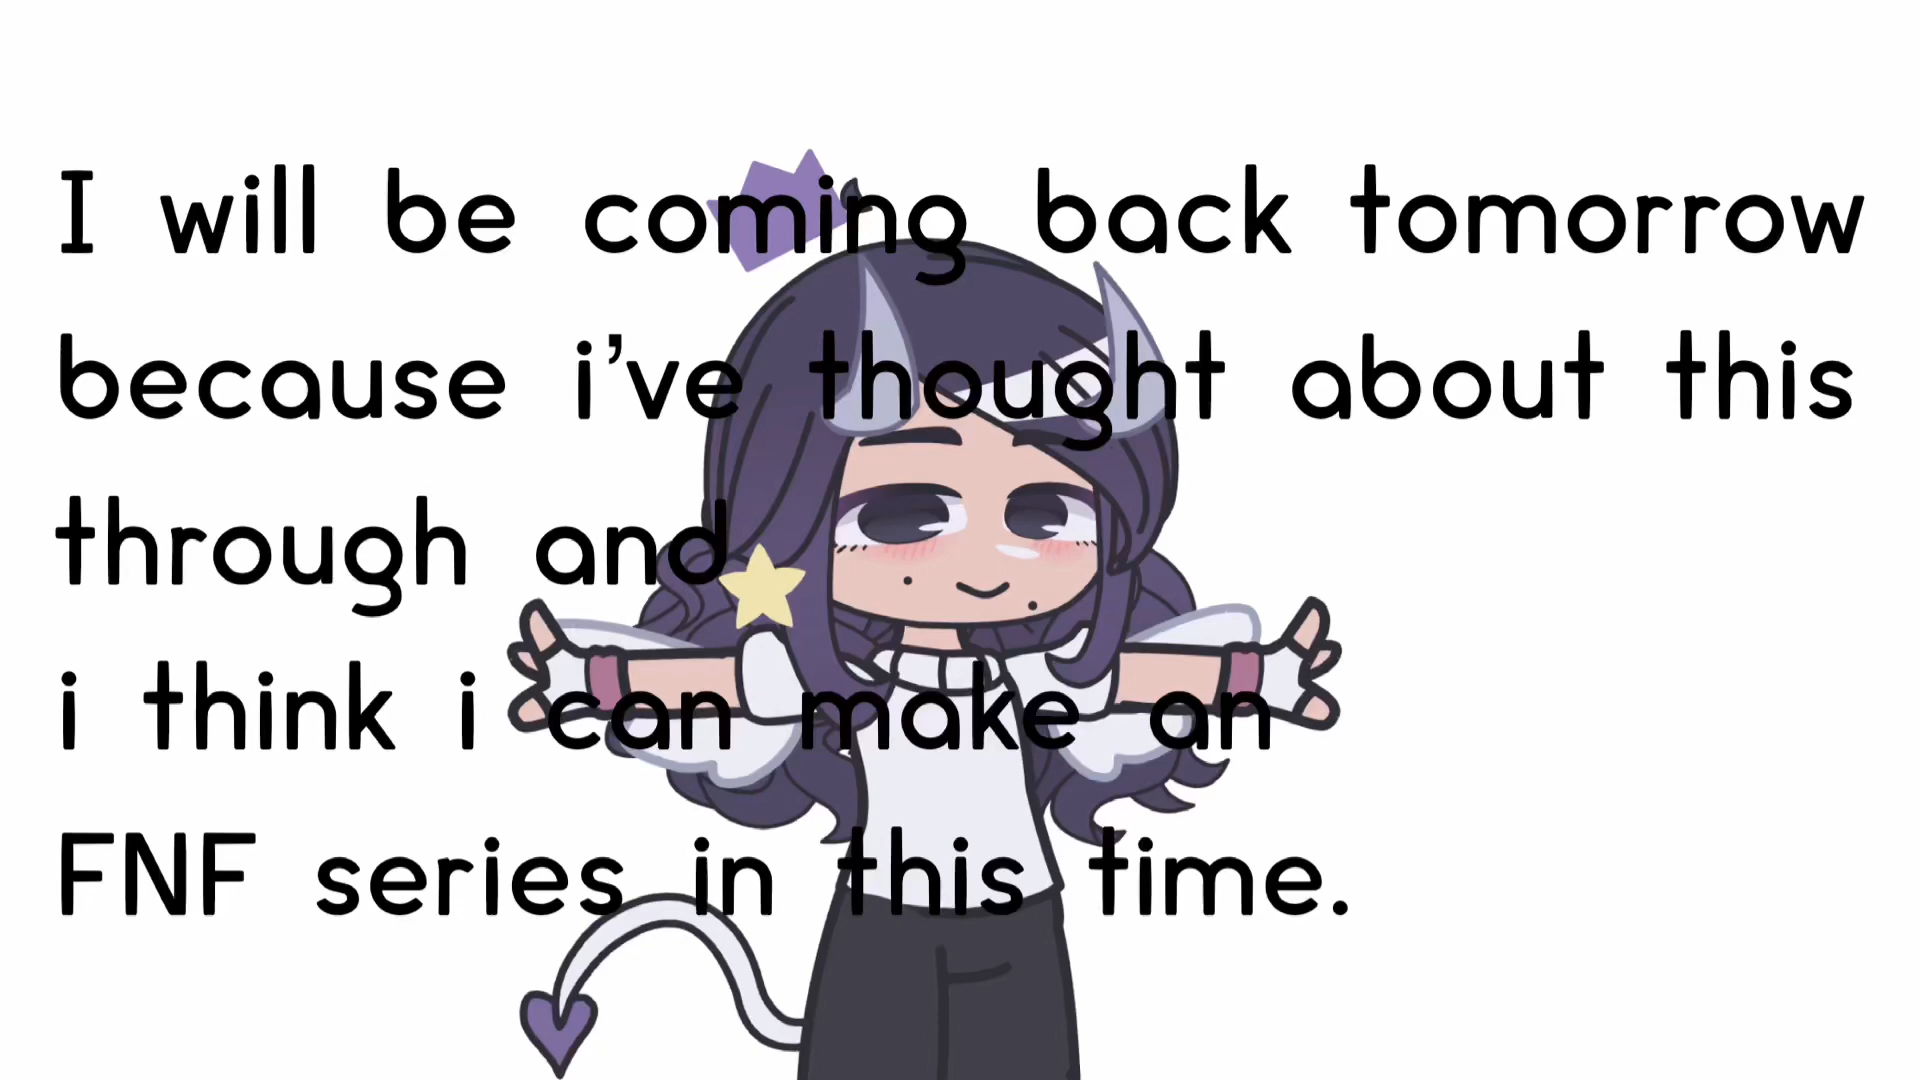 I will be coming back tomorrow
because i've thought about this
through and
i think i can make an
FNF series in this time.